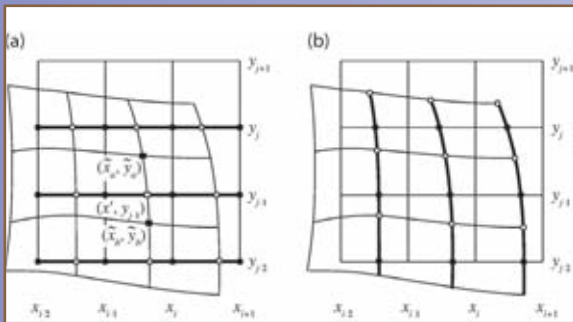 (a)
y_{j+1}
y_j
(x̃_a, ỹ_a)
(x', y_{j-1})
y_{j-1}
(x̃_b, ỹ_b)
y_{j-2}
x_{i-2} x_{i-1} x_i x_{i+1}
(b)
y_{j+1}
y_j
y_{j-1}
y_{j-2}
x_{i-2} x_{i-1} x_i x_{i+1}